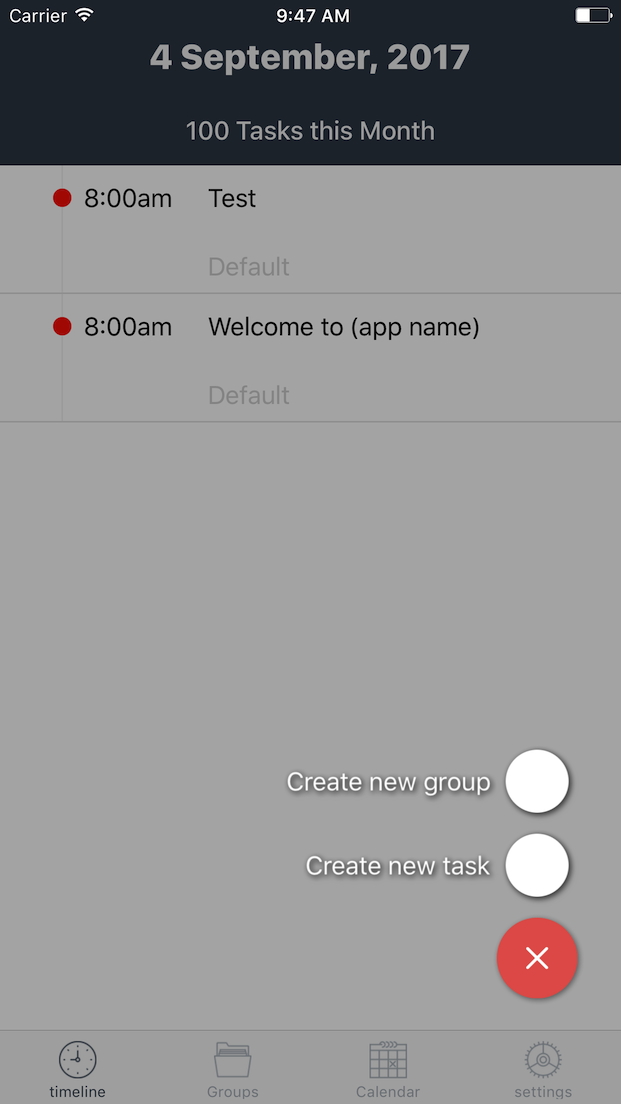 Carrier 9:47 AM
4 September, 2017
100 Tasks this Month
8:00am Test
Default
8:00am Welcome to (app name)
Default
Create new group
Create new task
timeline Groups Calendar settings